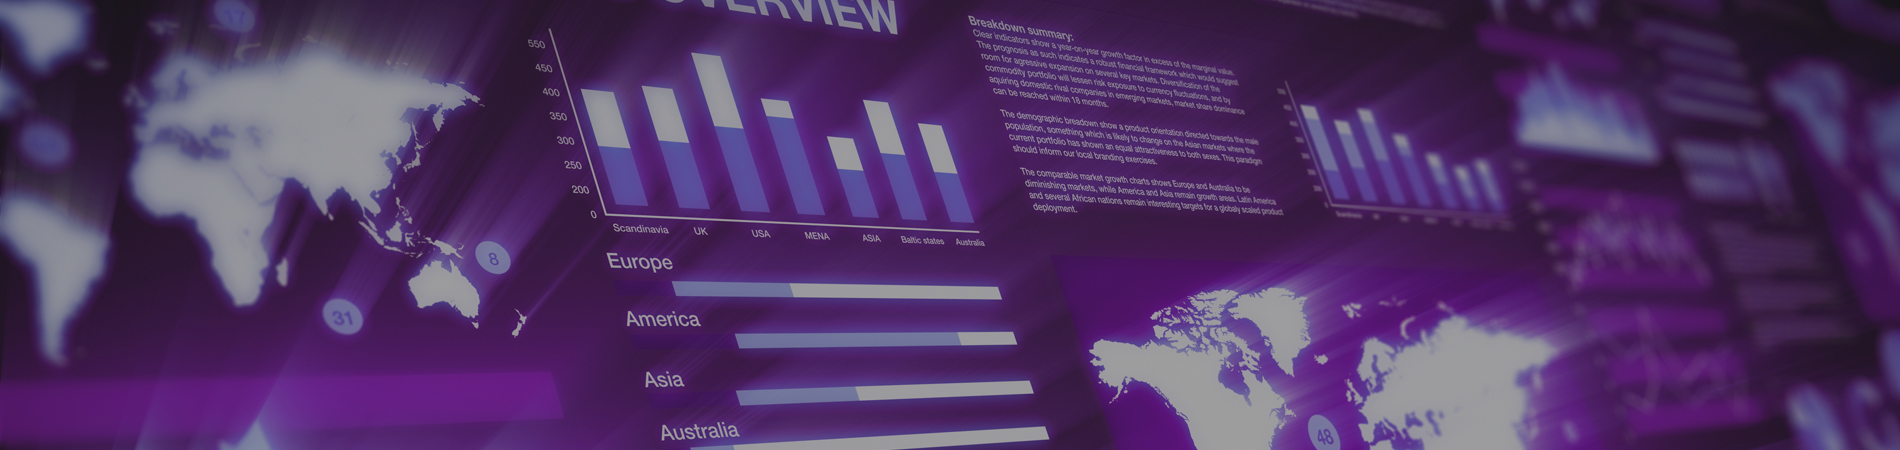 17
8
31
OVERVIEW
550
450
400
350
300
250
200
0
Scandinavia UK USA MENA ASIA Baltic states Australia
Europe
America
Asia
Australia
Breakdown summary:
Clear indicators show a year-on-year growth factor in excess of the marginal value.
The prognosis as such indicates a robust financial framework which would suggest
room for agressive expansion on several key markets. Diversification of the
commodity portfolio will lessen risk exposure to currency fluctuations, and by
aquiring domestic rival companies in emerging markets, market share dominance
can be reached within 18 months.
The demographic breadown show a product orientation directed towards the male
population, something which is likely to change on the Asian markets where the
current portfolio has shown an equal attractiveness to both sexes. This paradigm
should inform our local branding exercises.
The comparable market growth charts shows Europe and Australia to be
diminishing markets, while America and Asia remain growth areas. Latin America
and several African nations remain interesting targets for a globaly scaled product
deployment.
48